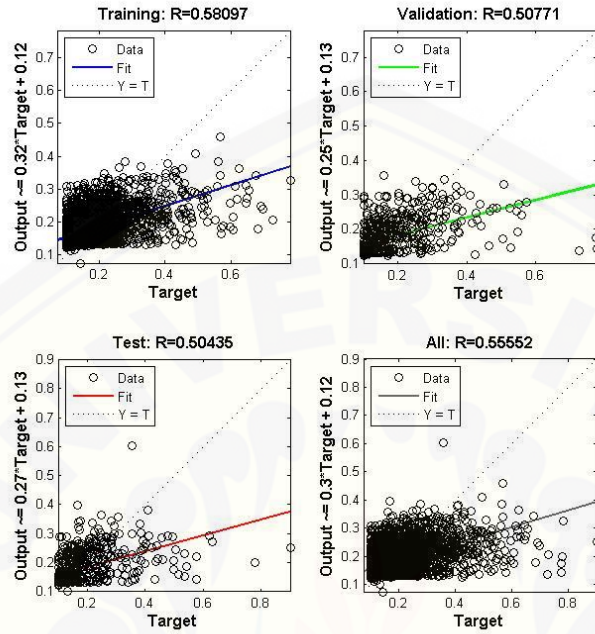 Training: R=0.58097
Output ~= 0.32*Target + 0.12
0.7
0.6
0.5
0.4
0.3
0.2
0.1
Data
Fit
Y = T
0.2 0.4 0.6
Target
Validation: R=0.50771
Output ~= 0.25*Target + 0.13
0.7
0.6
0.5
0.4
0.3
0.2
0.1
Data
Fit
Y = T
0.2 0.4 0.6
Target
Test: R=0.50435
Output ~= 0.27*Target + 0.13
0.9
0.8
0.7
0.6
0.5
0.4
0.3
0.2
0.1
Data
Fit
Y = T
0.2 0.4 0.6 0.8
Target
All: R=0.55552
Output ~= 0.3*Target + 0.12
0.9
0.8
0.7
0.6
0.5
0.4
0.3
0.2
0.1
Data
Fit
Y = T
0.2 0.4 0.6 0.8
Target